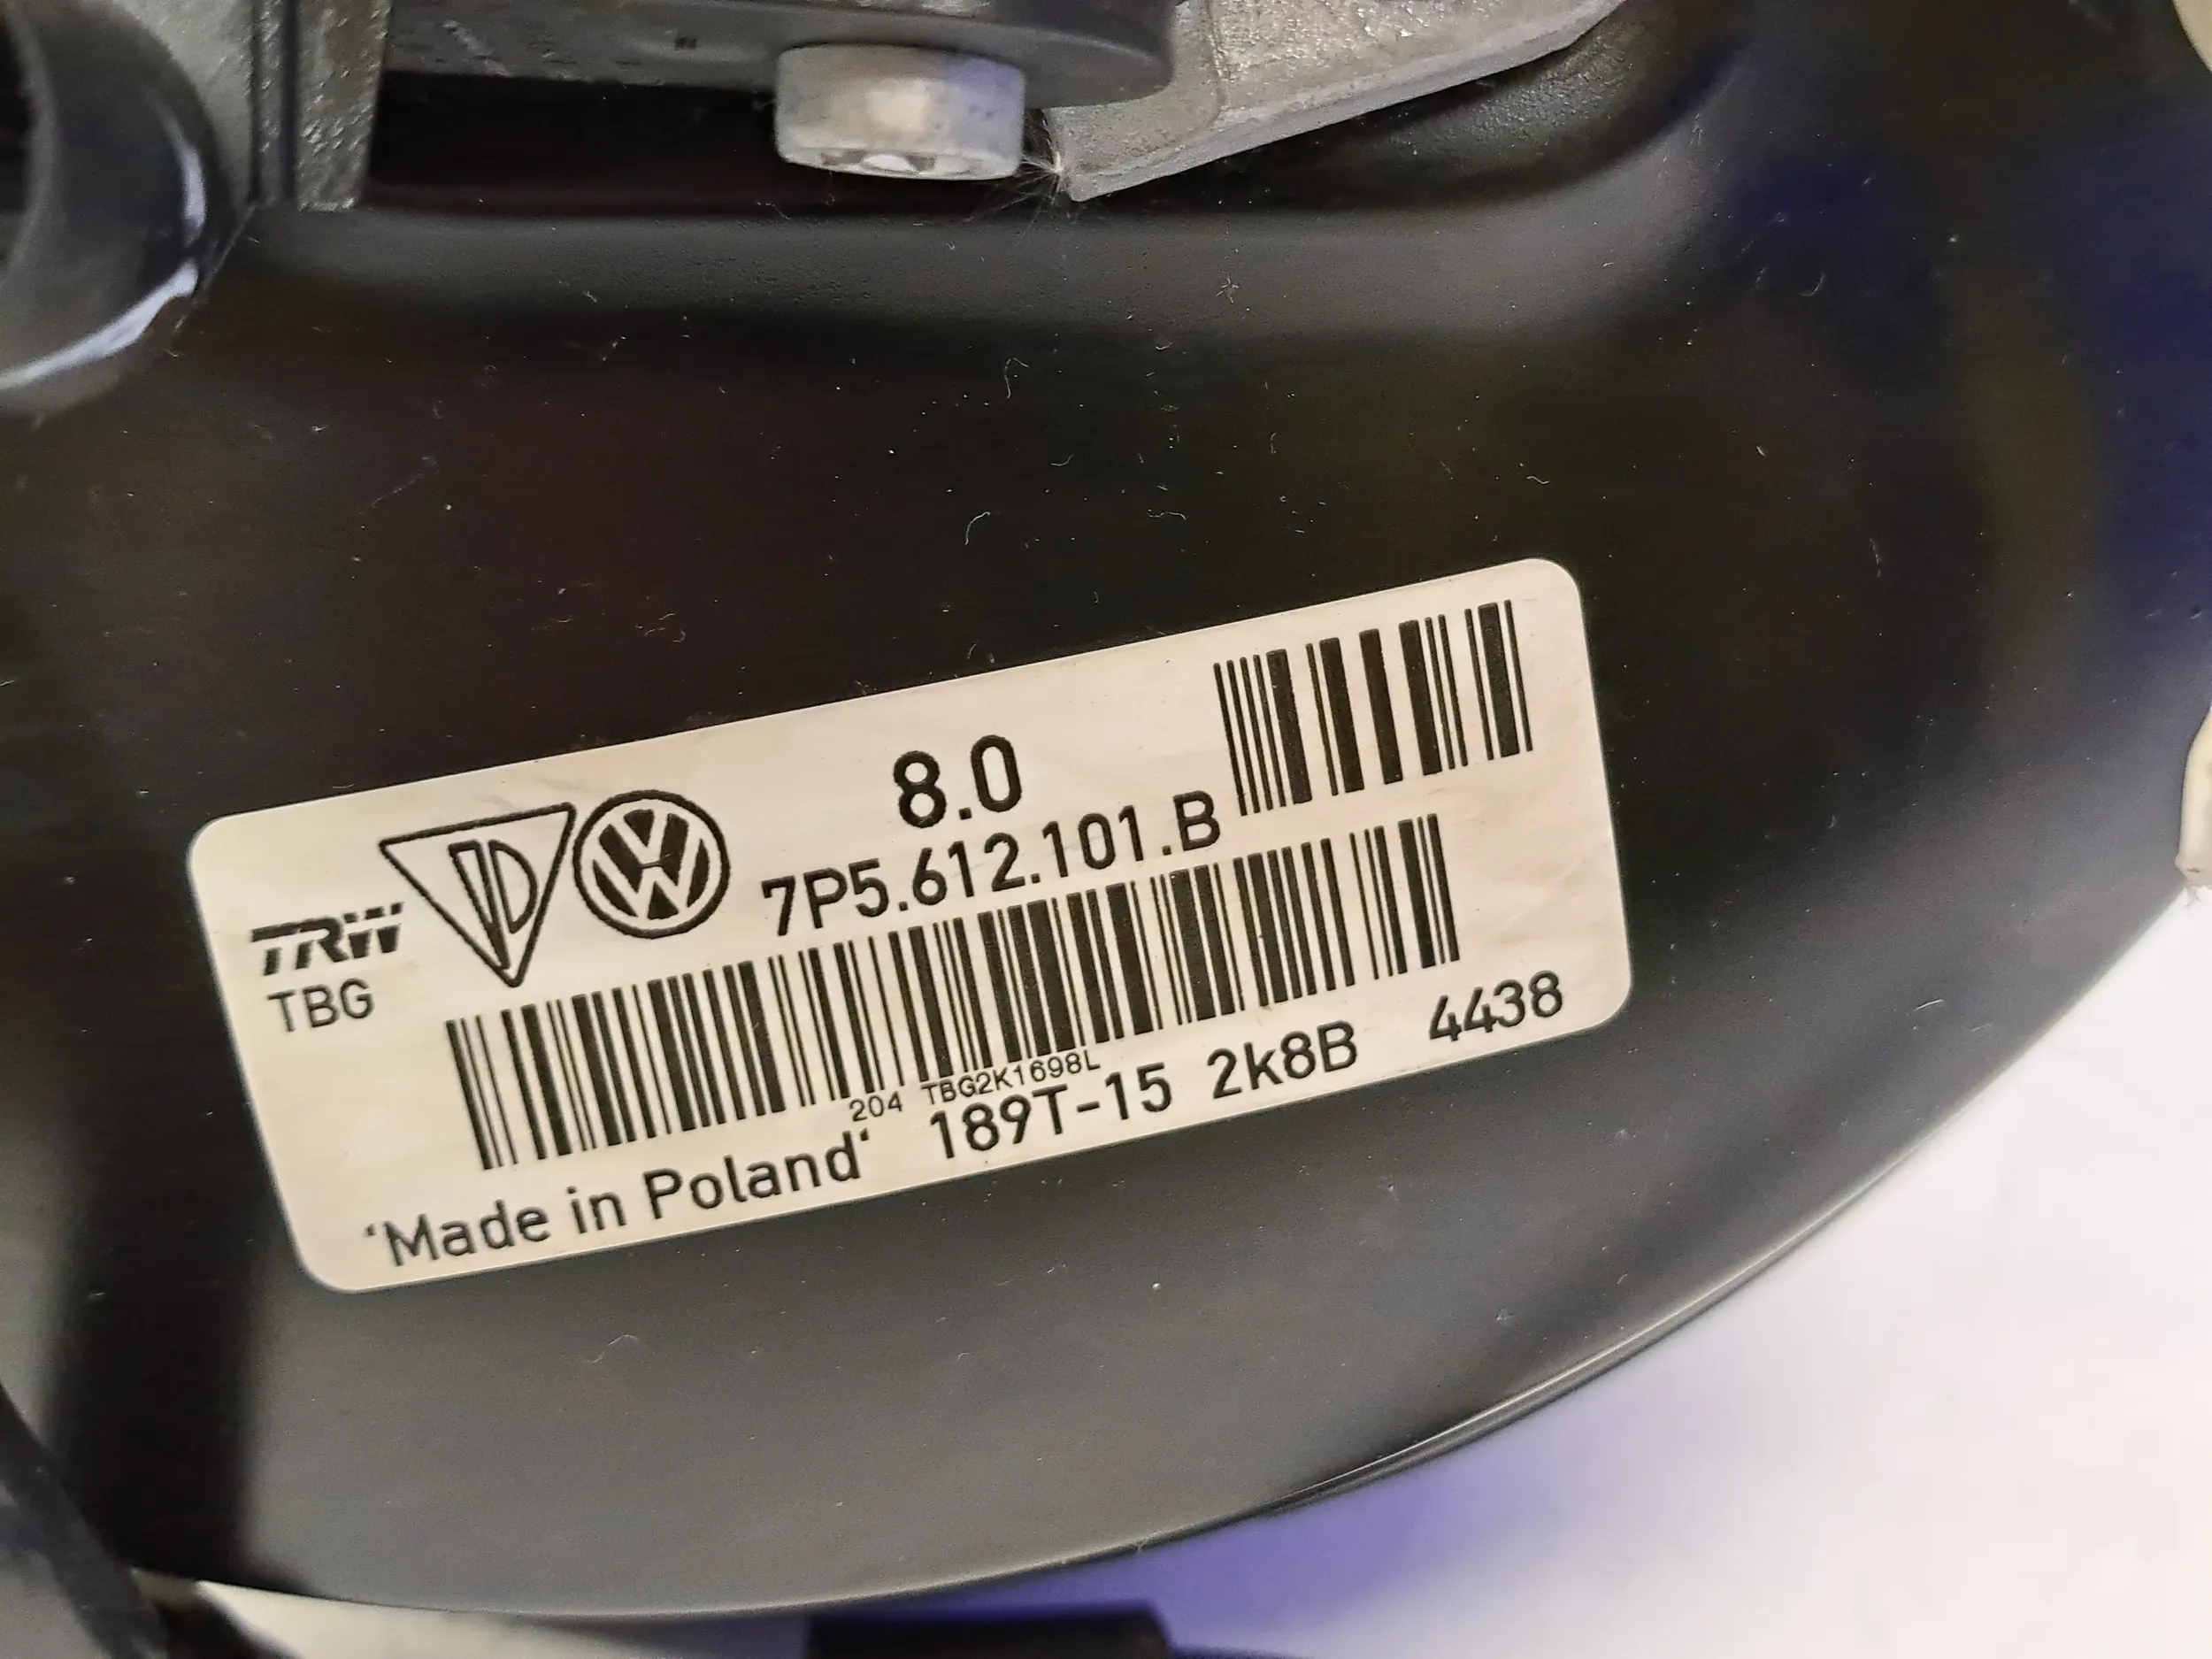 8.0
7P5.612.101.B
TRW
TBG
204 TBG2K1698L
'Made in Poland' 189T-15 2k8B 4438